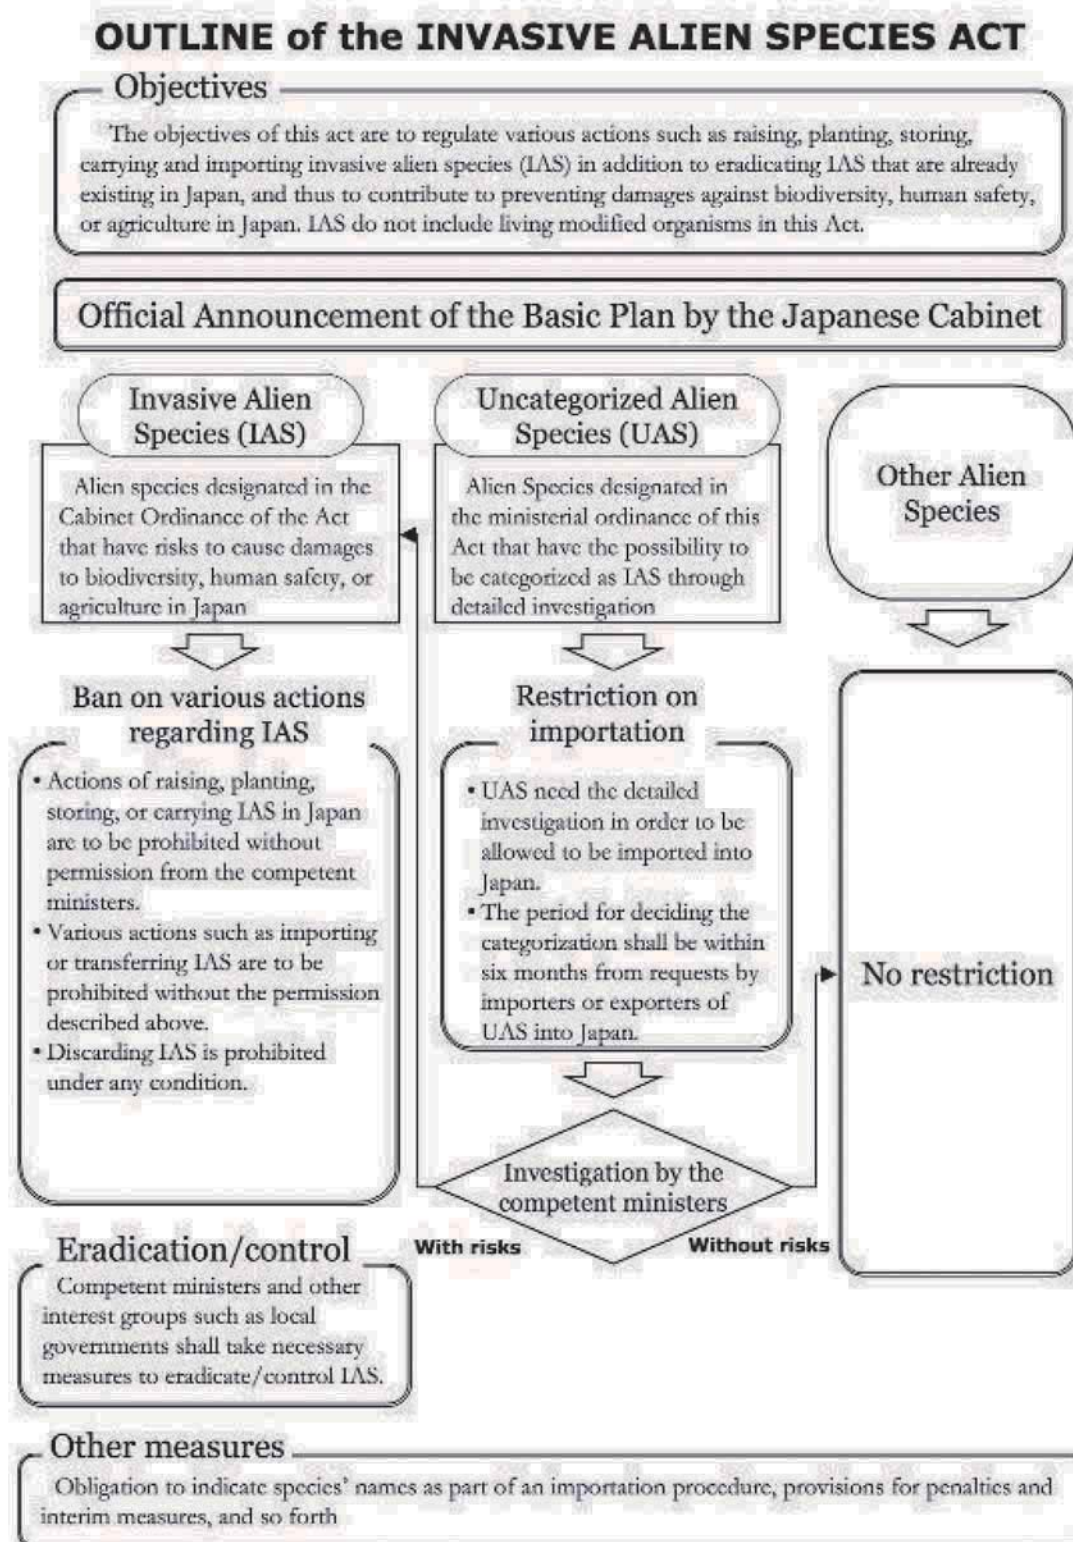 OUTLINE of the INVASIVE ALIEN SPECIES ACT
Objectives
The objectives of this act are to regulate various actions such as raising, planting, storing,
carrying and importing invasive alien species (IAS) in addition to eradicating IAS that are already
existing in Japan, and thus to contribute to preventing damages against biodiversity, human safety,
or agriculture in Japan. IAS do not include living modified organisms in this Act.
Official Announcement of the Basic Plan by the Japanese Cabinet
Invasive Alien
Species (IAS)
Alien species designated in the
Cabinet Ordinance of the Act
that have risks to cause damages
to biodiversity, human safety, or
agriculture in Japan
Ban on various actions
regarding IAS
• Actions of raising, planting,
storing, or carrying IAS in Japan
are to be prohibited without
permission from the competent
ministers.
• Various actions such as importing
or transferring IAS are to be
prohibited without the permission
described above.
• Discarding IAS is prohibited
under any condition.
Uncategorized Alien
Species (UAS)
Alien Species designated in
the ministerial ordinance of this
Act that have the possibility to
be categorized as IAS through
detailed investigation
Restriction on
importation
• UAS need the detailed
investigation in order to be
allowed to be imported into
Japan.
• The period for deciding the
categorization shall be within
six months from requests by
importers or exporters of
UAS into Japan.
Investigation by the
competent ministers
With risks
Without risks
Other Alien
Species
No restriction
Eradication/control
Competent ministers and other
interest groups such as local
governments shall take necessary
measures to eradicate/control IAS.
Other measures
Obligation to indicate species' names as part of an importation procedure, provisions for penalties and
interim measures, and so forth